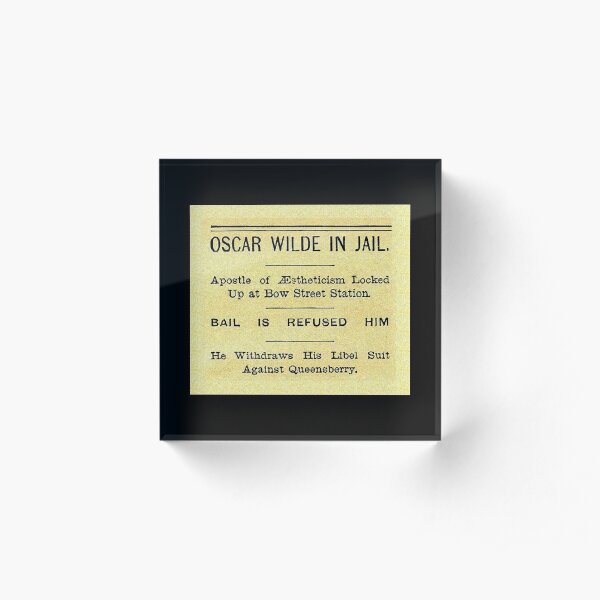 OSCAR WILDE IN JAIL.
Apostle of Æstheticism Locked
Up at Bow Street Station.
BAIL IS REFUSED HIM
He Withdraws His Libel Suit
Against Queensberry.